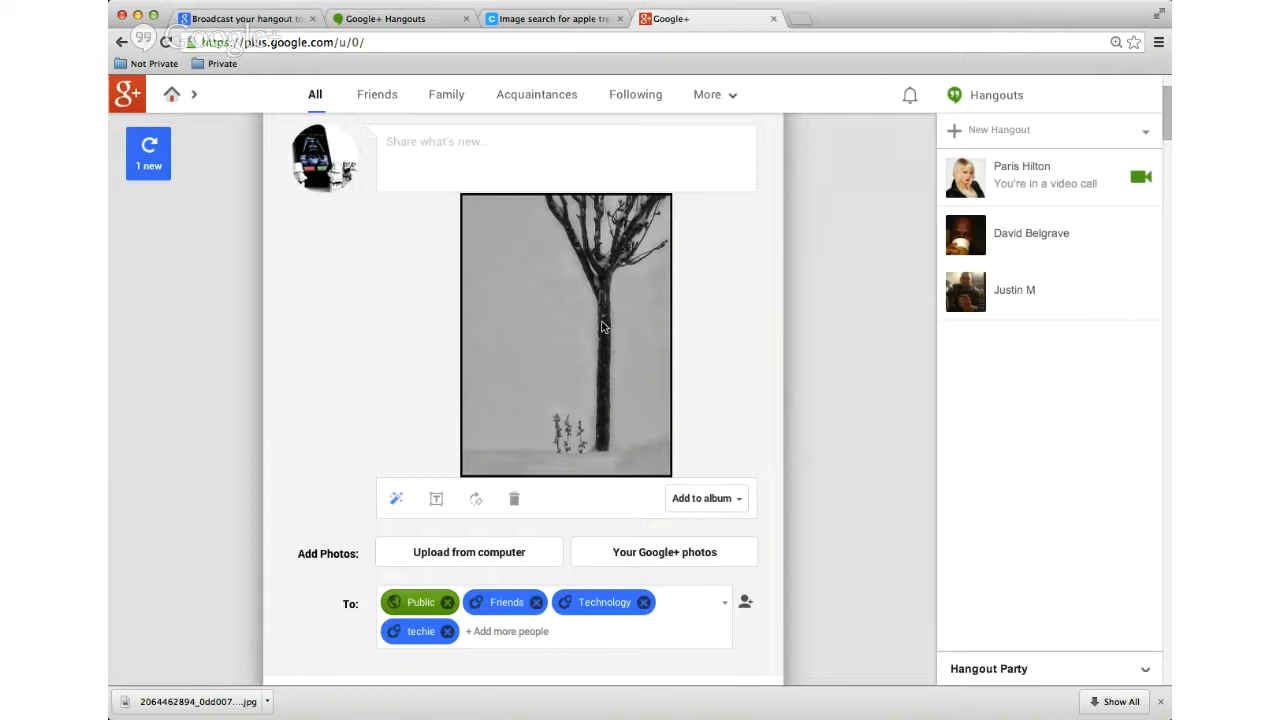 Broadcast your hangout to
Google+ Hangouts
Image search for apple tre
Google+
Google+
https://plus.google.com/u/0/
Not Private
Private
g+
All
Friends
Family
Acquaintances
Following
More
Hangouts
1 new
Share what's new...
New Hangout
Paris Hilton
You're in a video call
David Belgrave
Justin M
Add to album
Add Photos:
Upload from computer
Your Google+ photos
To:
Public
Friends
Technology
techie
+ Add more people
Hangout Party
2064462894_0dd007....jpg
Show All